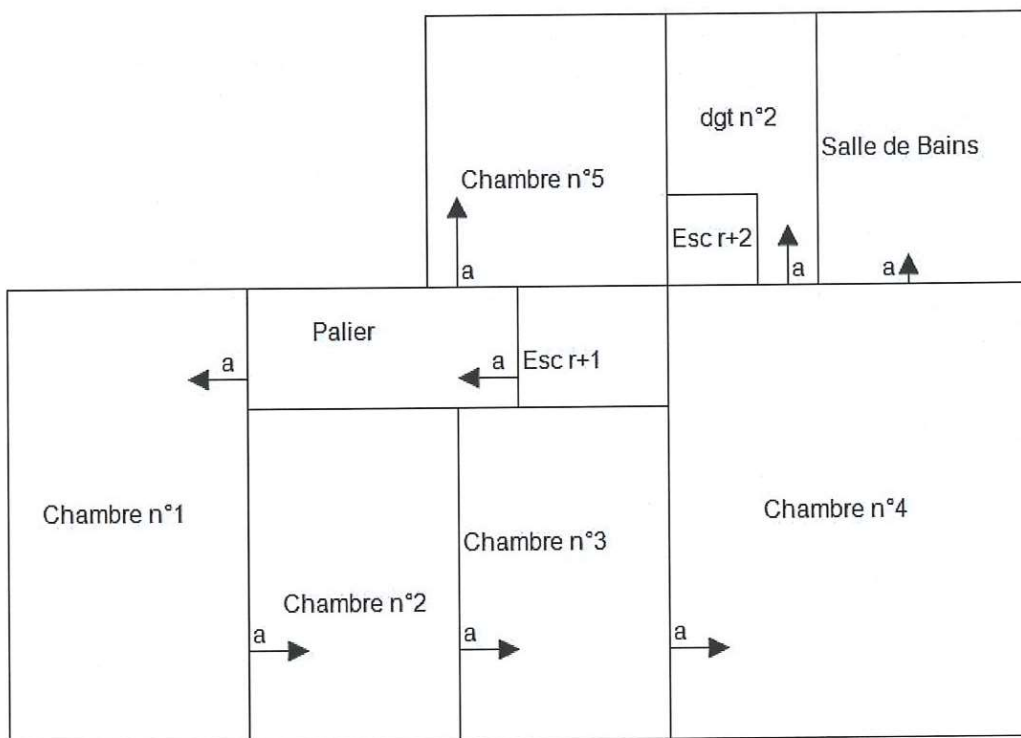 dgt n°2
Salle de Bains
Chambre n°5
Esc r+2
a
a
a
Palier
Esc r+1
a
a
Chambre n°1
Chambre n°4
Chambre n°3
Chambre n°2
a
a
a